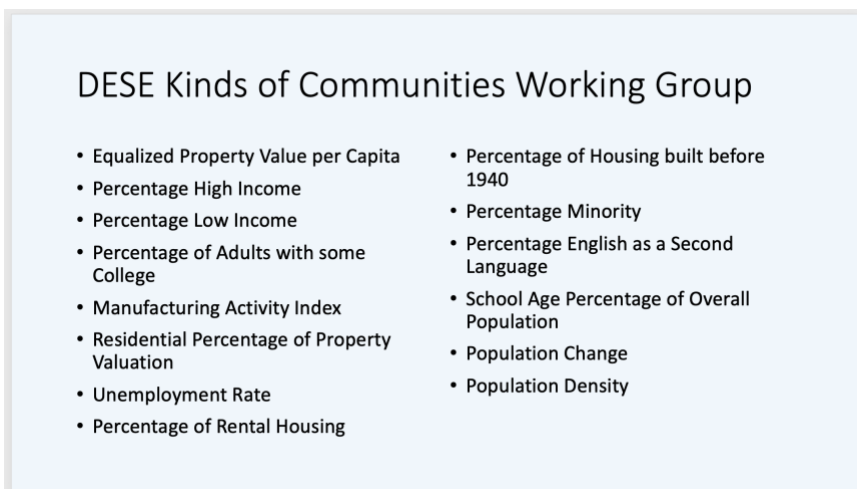 DESE Kinds of Communities Working Group
• Equalized Property Value per Capita
• Percentage High Income
• Percentage Low Income
• Percentage of Adults with some
College
• Manufacturing Activity Index
• Residential Percentage of Property
Valuation
• Unemployment Rate
• Percentage of Rental Housing
• Percentage of Housing built before
1940
• Percentage Minority
• Percentage English as a Second
Language
• School Age Percentage of Overall
Population
• Population Change
• Population Density